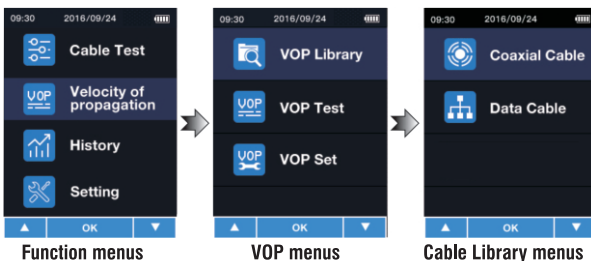 09:30 2016/09/24
Cable Test
VOP
Velocity of
propagation
History
Setting
▲ OK ▼
Function menus
09:30 2016/09/24
VOP Library
VOP
VOP Test
VOP
VOP Set
▲ OK ▼
VOP menus
09:30 2016/09/24
Coaxial Cable
Data Cable
▲ OK ▼
Cable Library menus